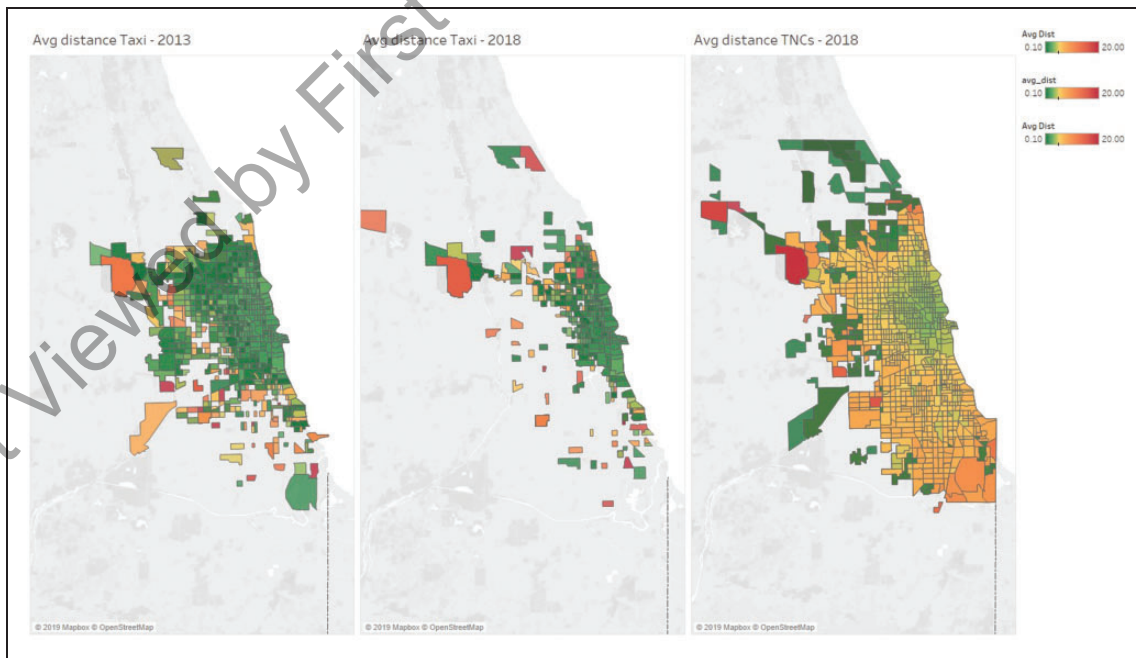 Avg distance Taxi - 2013
Avg distance Taxi - 2018
Avg distance TNCs - 2018
Avg Dist
0.10 20.00
avg_dist
0.10 20.00
Avg Dist
0.10 20.00
Viewed by First
© 2019 Mapbox © OpenStreetMap
© 2019 Mapbox © OpenStreetMap
© 2019 Mapbox © OpenStreetMap